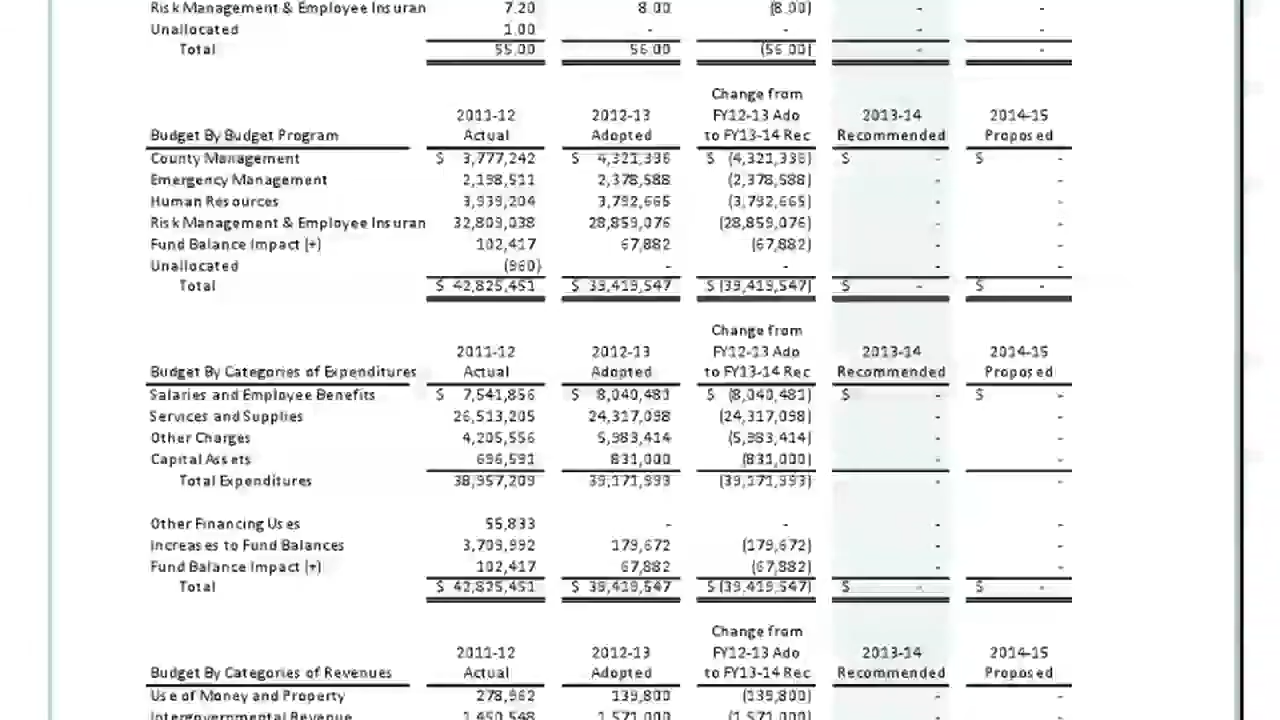 Risk Management & Employee Insuran 7.20 8.00 (8.00) - -
Unallocated 1.00 - - - -
Total 55.00 56.00 (56.00) - -
Change from
2011-12 2012-13 FY12-13 Ado 2013-14 2014-15
Budget By Budget Program Actual Adopted to FY13-14 Rec Recommended Proposed
County Management $ 3,777,242 $ 4,321,336 $ (4,321,336) $ - $ -
Emergency Management 2,198,511 2,378,588 (2,378,588) - -
Human Resources 3,939,204 3,792,665 (3,792,665) - -
Risk Management & Employee Insuran 32,809,038 28,859,076 (28,859,076) - -
Fund Balance Impact (+) 102,417 67,882 (67,882) - -
Unallocated (960) - - - -
Total $ 42,825,451 $ 39,419,547 $ (39,419,547) $ - $ -
Change from
2011-12 2012-13 FY12-13 Ado 2013-14 2014-15
Budget By Categories of Expenditures Actual Adopted to FY13-14 Rec Recommended Proposed
Salaries and Employee Benefits $ 7,541,856 $ 8,040,481 $ (8,040,481) $ - $ -
Services and Supplies 26,513,205 24,317,098 (24,317,098) - -
Other Charges 4,205,556 5,983,414 (5,983,414) - -
Capital Assets 696,591 831,000 (831,000) - -
Total Expenditures 38,957,209 39,171,993 (39,171,993) - -
Other Financing Uses 55,833 - - - -
Increases to Fund Balances 3,709,992 179,672 (179,672) - -
Fund Balance Impact (+) 102,417 67,882 (67,882) - -
Total $ 42,825,451 $ 39,419,547 $ (39,419,547) $ - $ -
Change from
2011-12 2012-13 FY12-13 Ado 2013-14 2014-15
Budget By Categories of Revenues Actual Adopted to FY13-14 Rec Recommended Proposed
Use of Money and Property 278,962 139,800 (139,800) - -
Intergovernmental Revenue 1,450,548 1,571,000 (1,571,000) - -